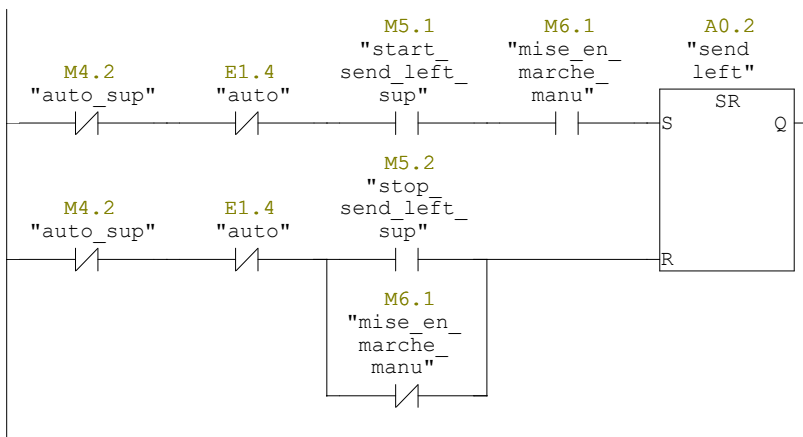 M5.1
M6.1
A0.2
"start_
"mise_en_
"send
M4.2
E1.4
send_left_
marche_
left"
"auto_sup"
"auto"
sup"
manu"
SR
S
Q
M5.2
"stop_
M4.2
E1.4
send_left_
"auto_sup"
"auto"
sup"
R
M6.1
"mise_en_
marche_
manu"